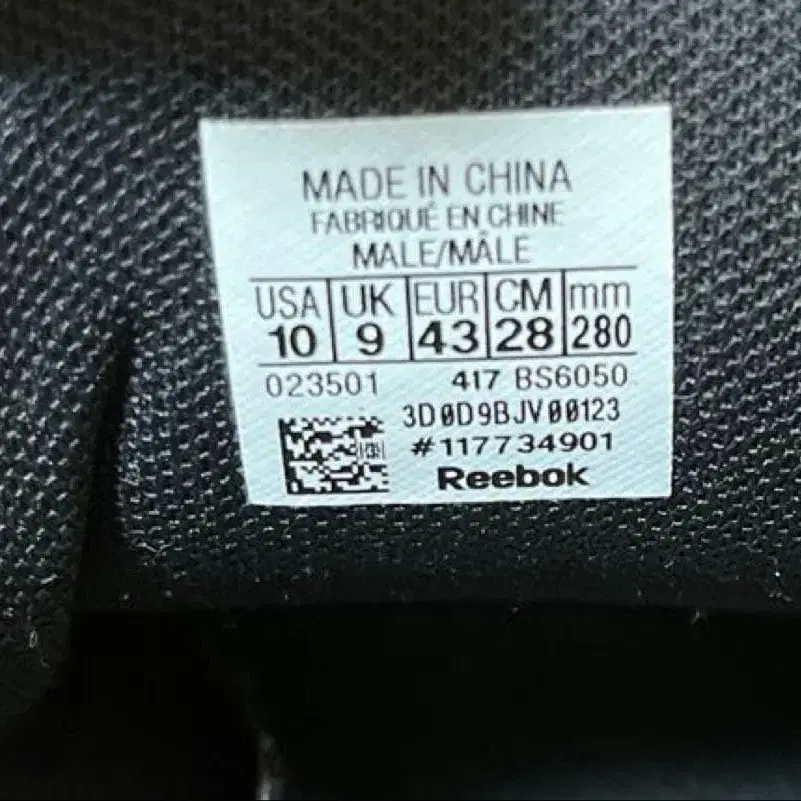 MADE IN CHINA
FABRIQUÉ EN CHINE
MALE/MÂLE
USA UK EUR CM mm
10 9 43 28 280
023501 417 BS6050
3D0D9BJV00123
#117734901
Reebok